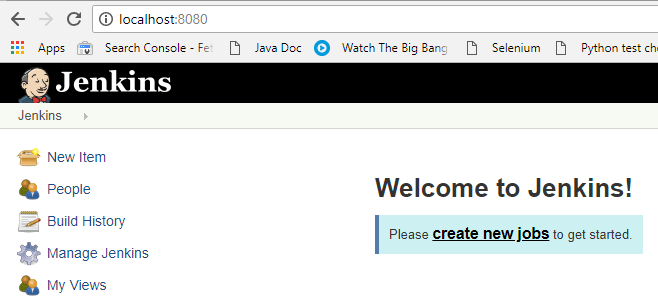 localhost:8080
Apps Search Console - Fet Java Doc Watch The Big Bang Selenium Python test che
Jenkins
Jenkins
New Item
People
Build History
Manage Jenkins
My Views
Welcome to Jenkins!
Please create new jobs to get started.